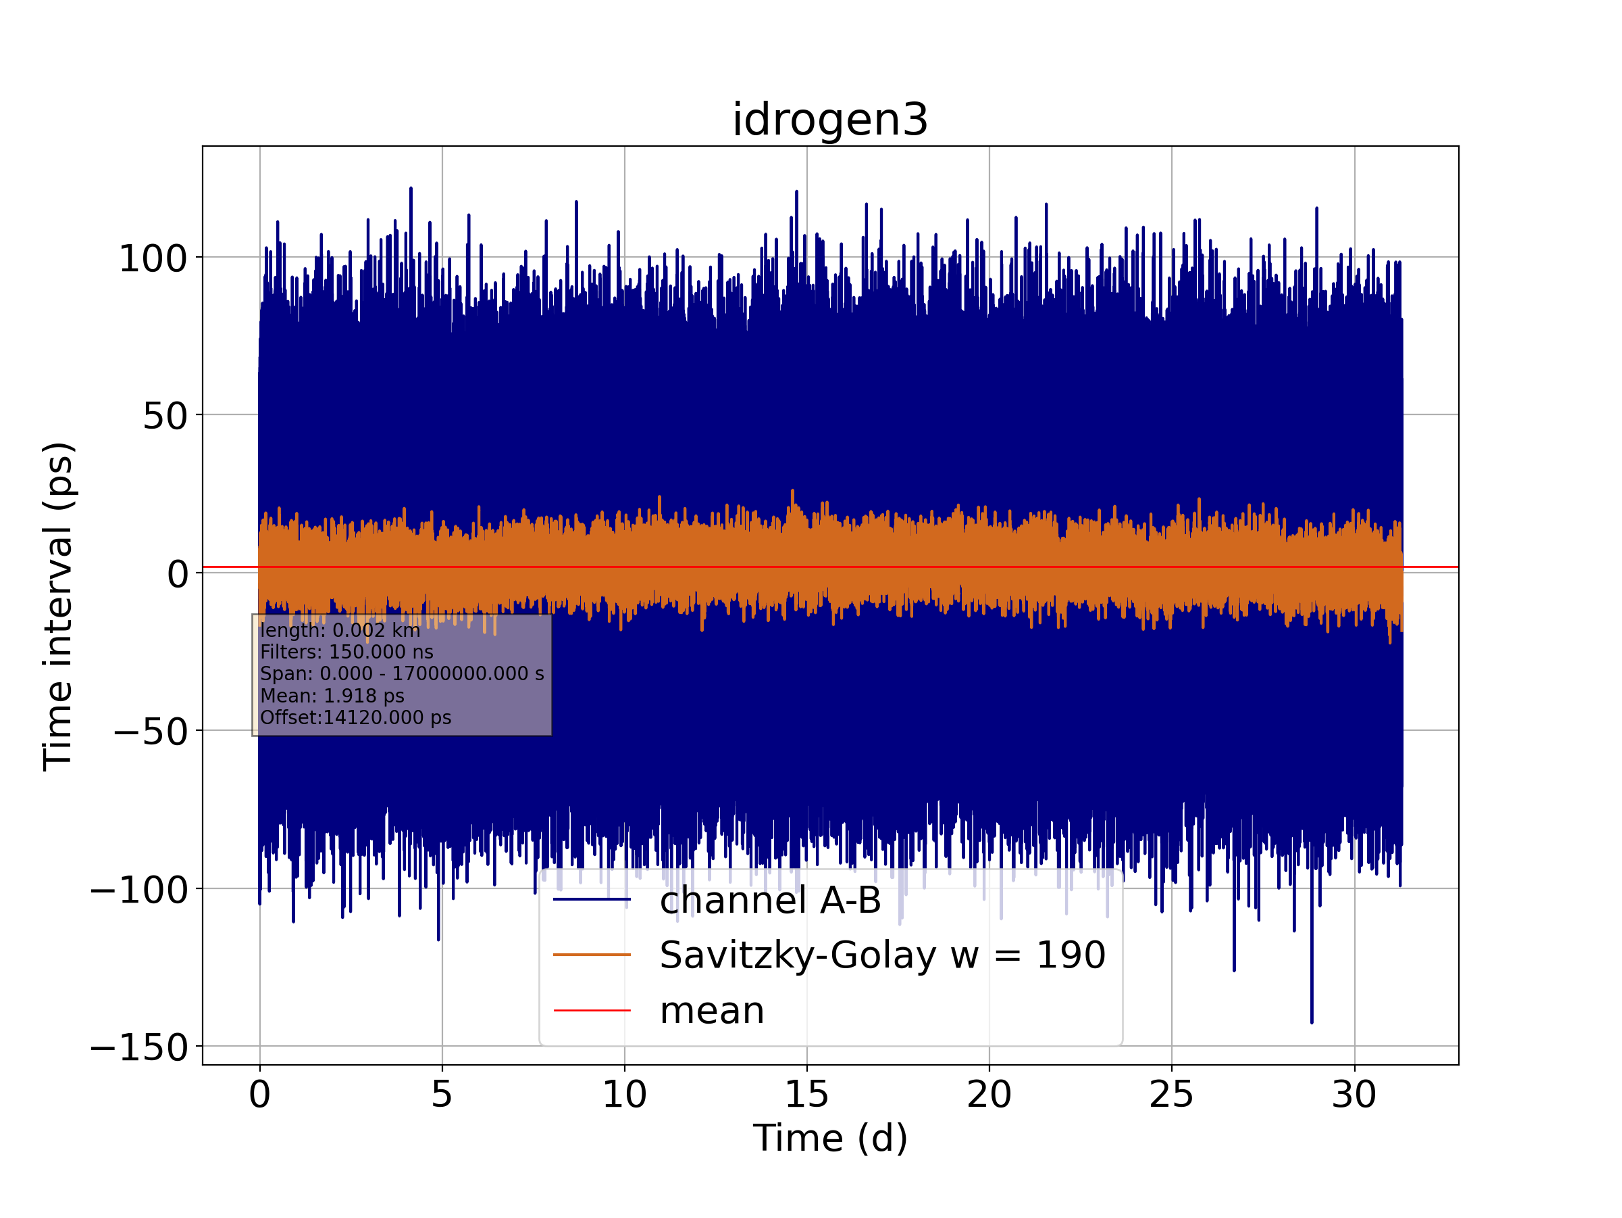 idrogen3
Time interval (ps)
100
50
0
−50
−100
−150
length: 0.002 km
Filters: 150.000 ns
Span: 0.000 - 17000000.000 s
Mean: 1.918 ps
Offset:14120.000 ps
channel A-B
Savitzky-Golay w = 190
mean
0 5 10 15 20 25 30
Time (d)